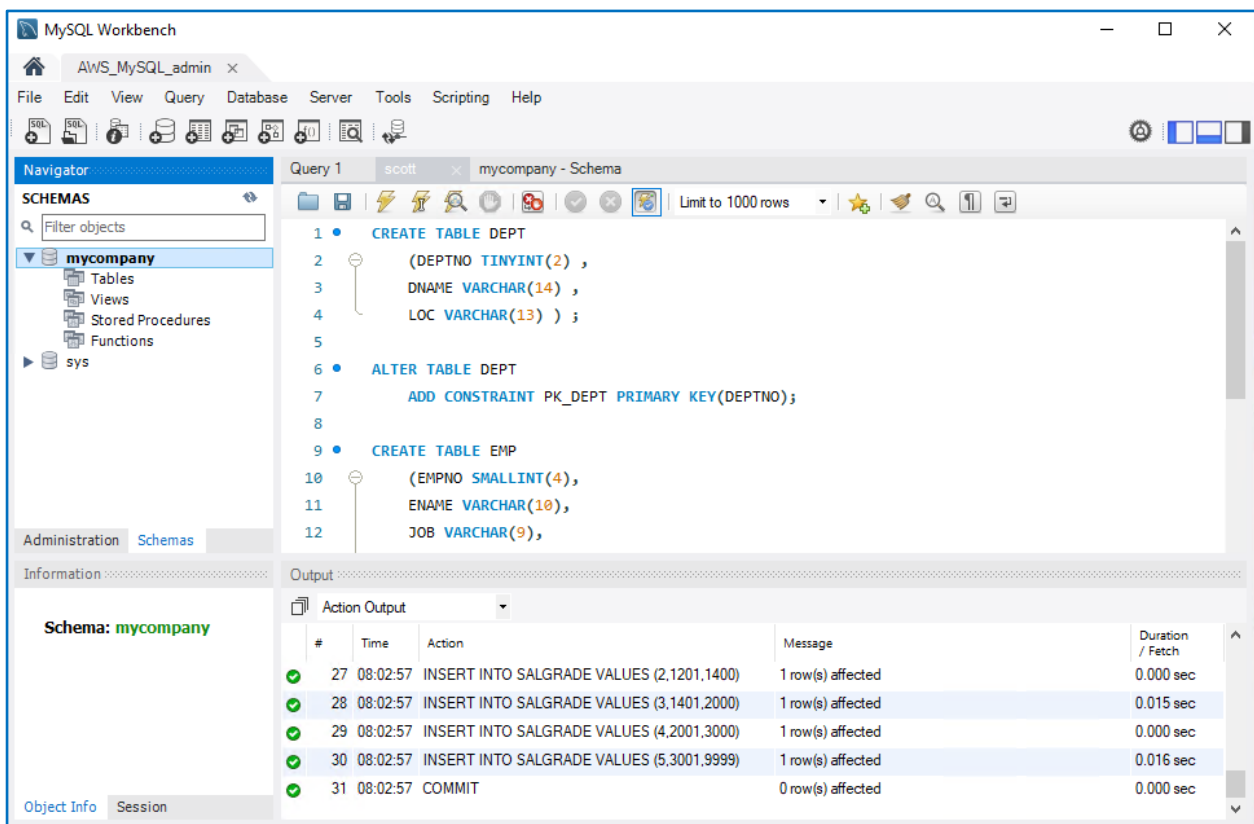 MySQL Workbench
AWS_MySQL_admin
File Edit View Query Database Server Tools Scripting Help
SQL SQL
Navigator
SCHEMAS
Filter objects
mycompany
Tables
Views
Stored Procedures
Functions
sys
Administration Schemas
Information
Schema: mycompany
Object Info Session
Query 1 scott mycompany - Schema
Limit to 1000 rows
1 CREATE TABLE DEPT
2 (DEPTNO TINYINT(2) ,
3 DNAME VARCHAR(14) ,
4 LOC VARCHAR(13) ) ;
5
6 ALTER TABLE DEPT
7 ADD CONSTRAINT PK_DEPT PRIMARY KEY(DEPTNO);
8
9 CREATE TABLE EMP
10 (EMPNO SMALLINT(4),
11 ENAME VARCHAR(10),
12 JOB VARCHAR(9),
Output
Action Output
# Time Action Message Duration / Fetch
27 08:02:57 INSERT INTO SALGRADE VALUES (2,1201,1400) 1 row(s) affected 0.000 sec
28 08:02:57 INSERT INTO SALGRADE VALUES (3,1401,2000) 1 row(s) affected 0.015 sec
29 08:02:57 INSERT INTO SALGRADE VALUES (4,2001,3000) 1 row(s) affected 0.000 sec
30 08:02:57 INSERT INTO SALGRADE VALUES (5,3001,9999) 1 row(s) affected 0.016 sec
31 08:02:57 COMMIT 0 row(s) affected 0.000 sec